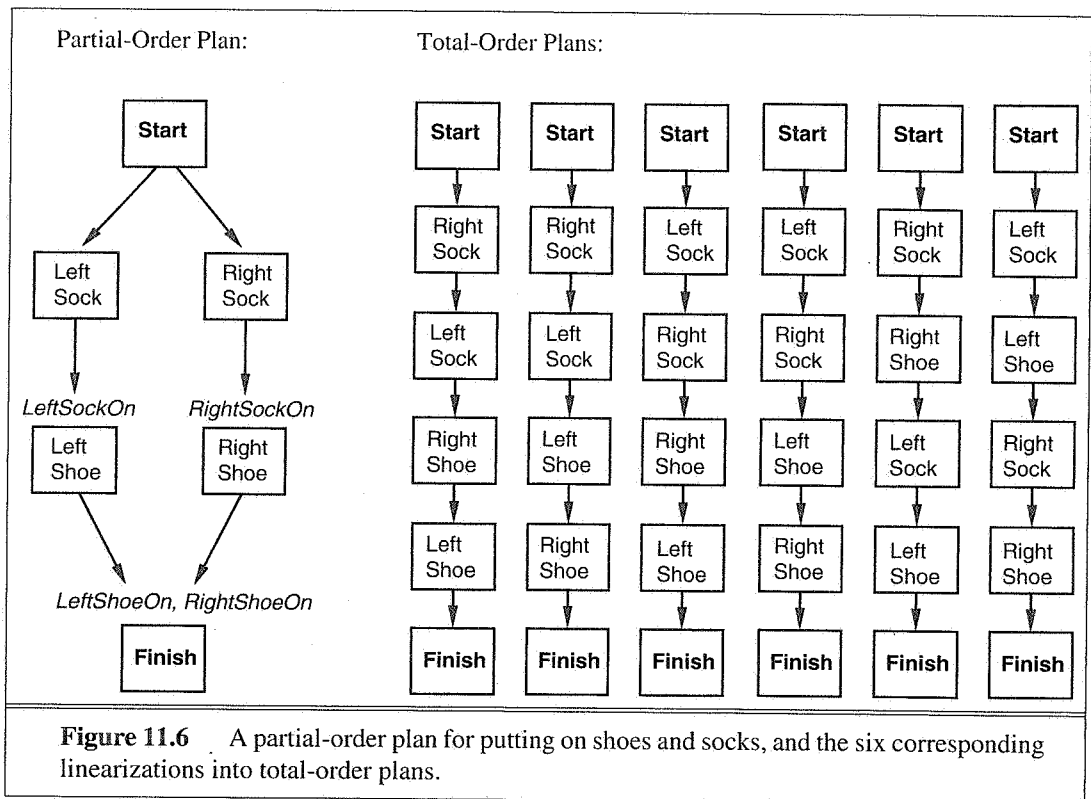 Partial-Order Plan:
Total-Order Plans:
Start
Left
Sock
Right
Sock
LeftSockOn
RightSockOn
Left
Shoe
Right
Shoe
LeftShoeOn, RightShoeOn
Finish
Start
Right
Sock
Left
Sock
Right
Shoe
Left
Shoe
Finish
Start
Right
Sock
Left
Sock
Left
Shoe
Right
Shoe
Finish
Start
Left
Sock
Right
Sock
Right
Shoe
Left
Shoe
Finish
Start
Left
Sock
Right
Sock
Left
Shoe
Right
Shoe
Finish
Start
Right
Sock
Right
Shoe
Left
Sock
Left
Shoe
Finish
Start
Left
Sock
Left
Shoe
Right
Sock
Right
Shoe
Finish
Figure 11.6 A partial-order plan for putting on shoes and socks, and the six corresponding
linearizations into total-order plans.